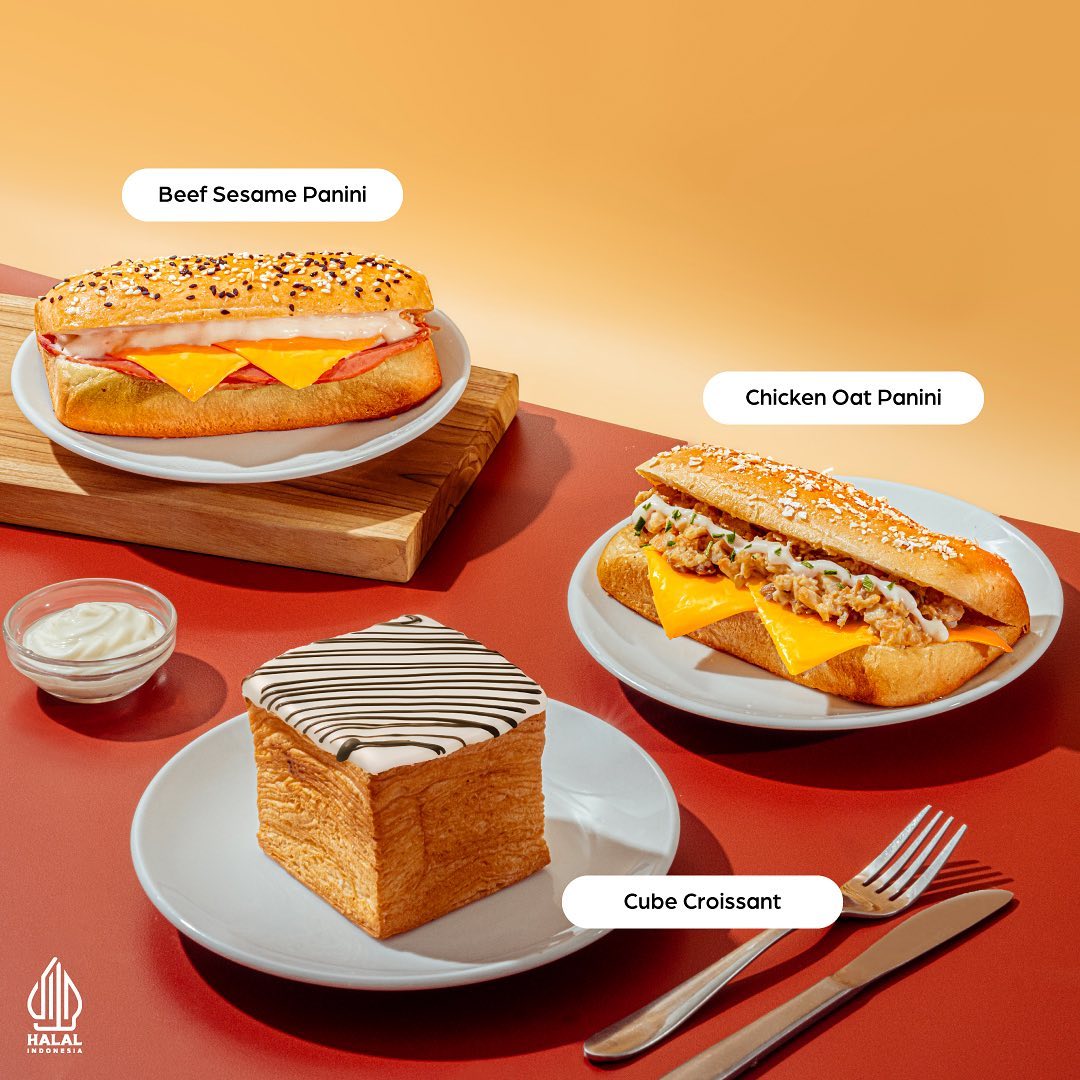 Beef Sesame Panini
Chicken Oat Panini
Cube Croissant
HALAL
INDONESIA